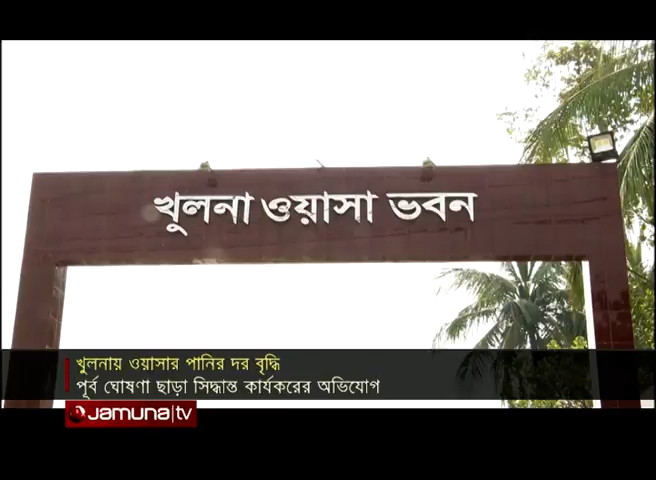 খুলনা ওয়াসা ভবন
খুলনায় ওয়াসার পানির দর বৃদ্ধি
পূর্ব ঘোষণা ছাড়া সিদ্ধান্ত কার্যকরের অভিযোগ
Jamuna|tv